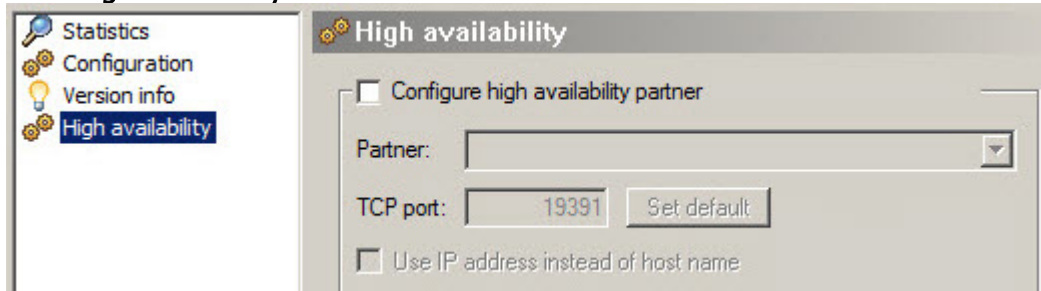 Statistics
Configuration
Version info
High availability
High availability
Configure high availability partner
Partner:
TCP port: 19391 Set default
Use IP address instead of host name